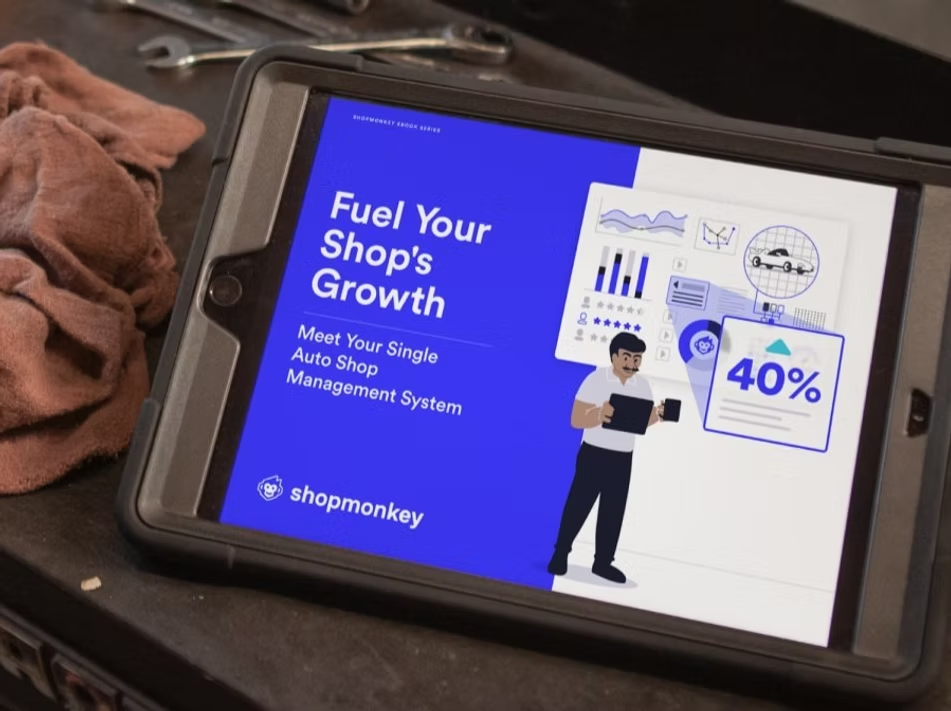 SHOPMONKEY EBOOK SERIES
Fuel Your
Shop's
Growth
Meet Your Single
Auto Shop
Management System
shopmonkey
40%